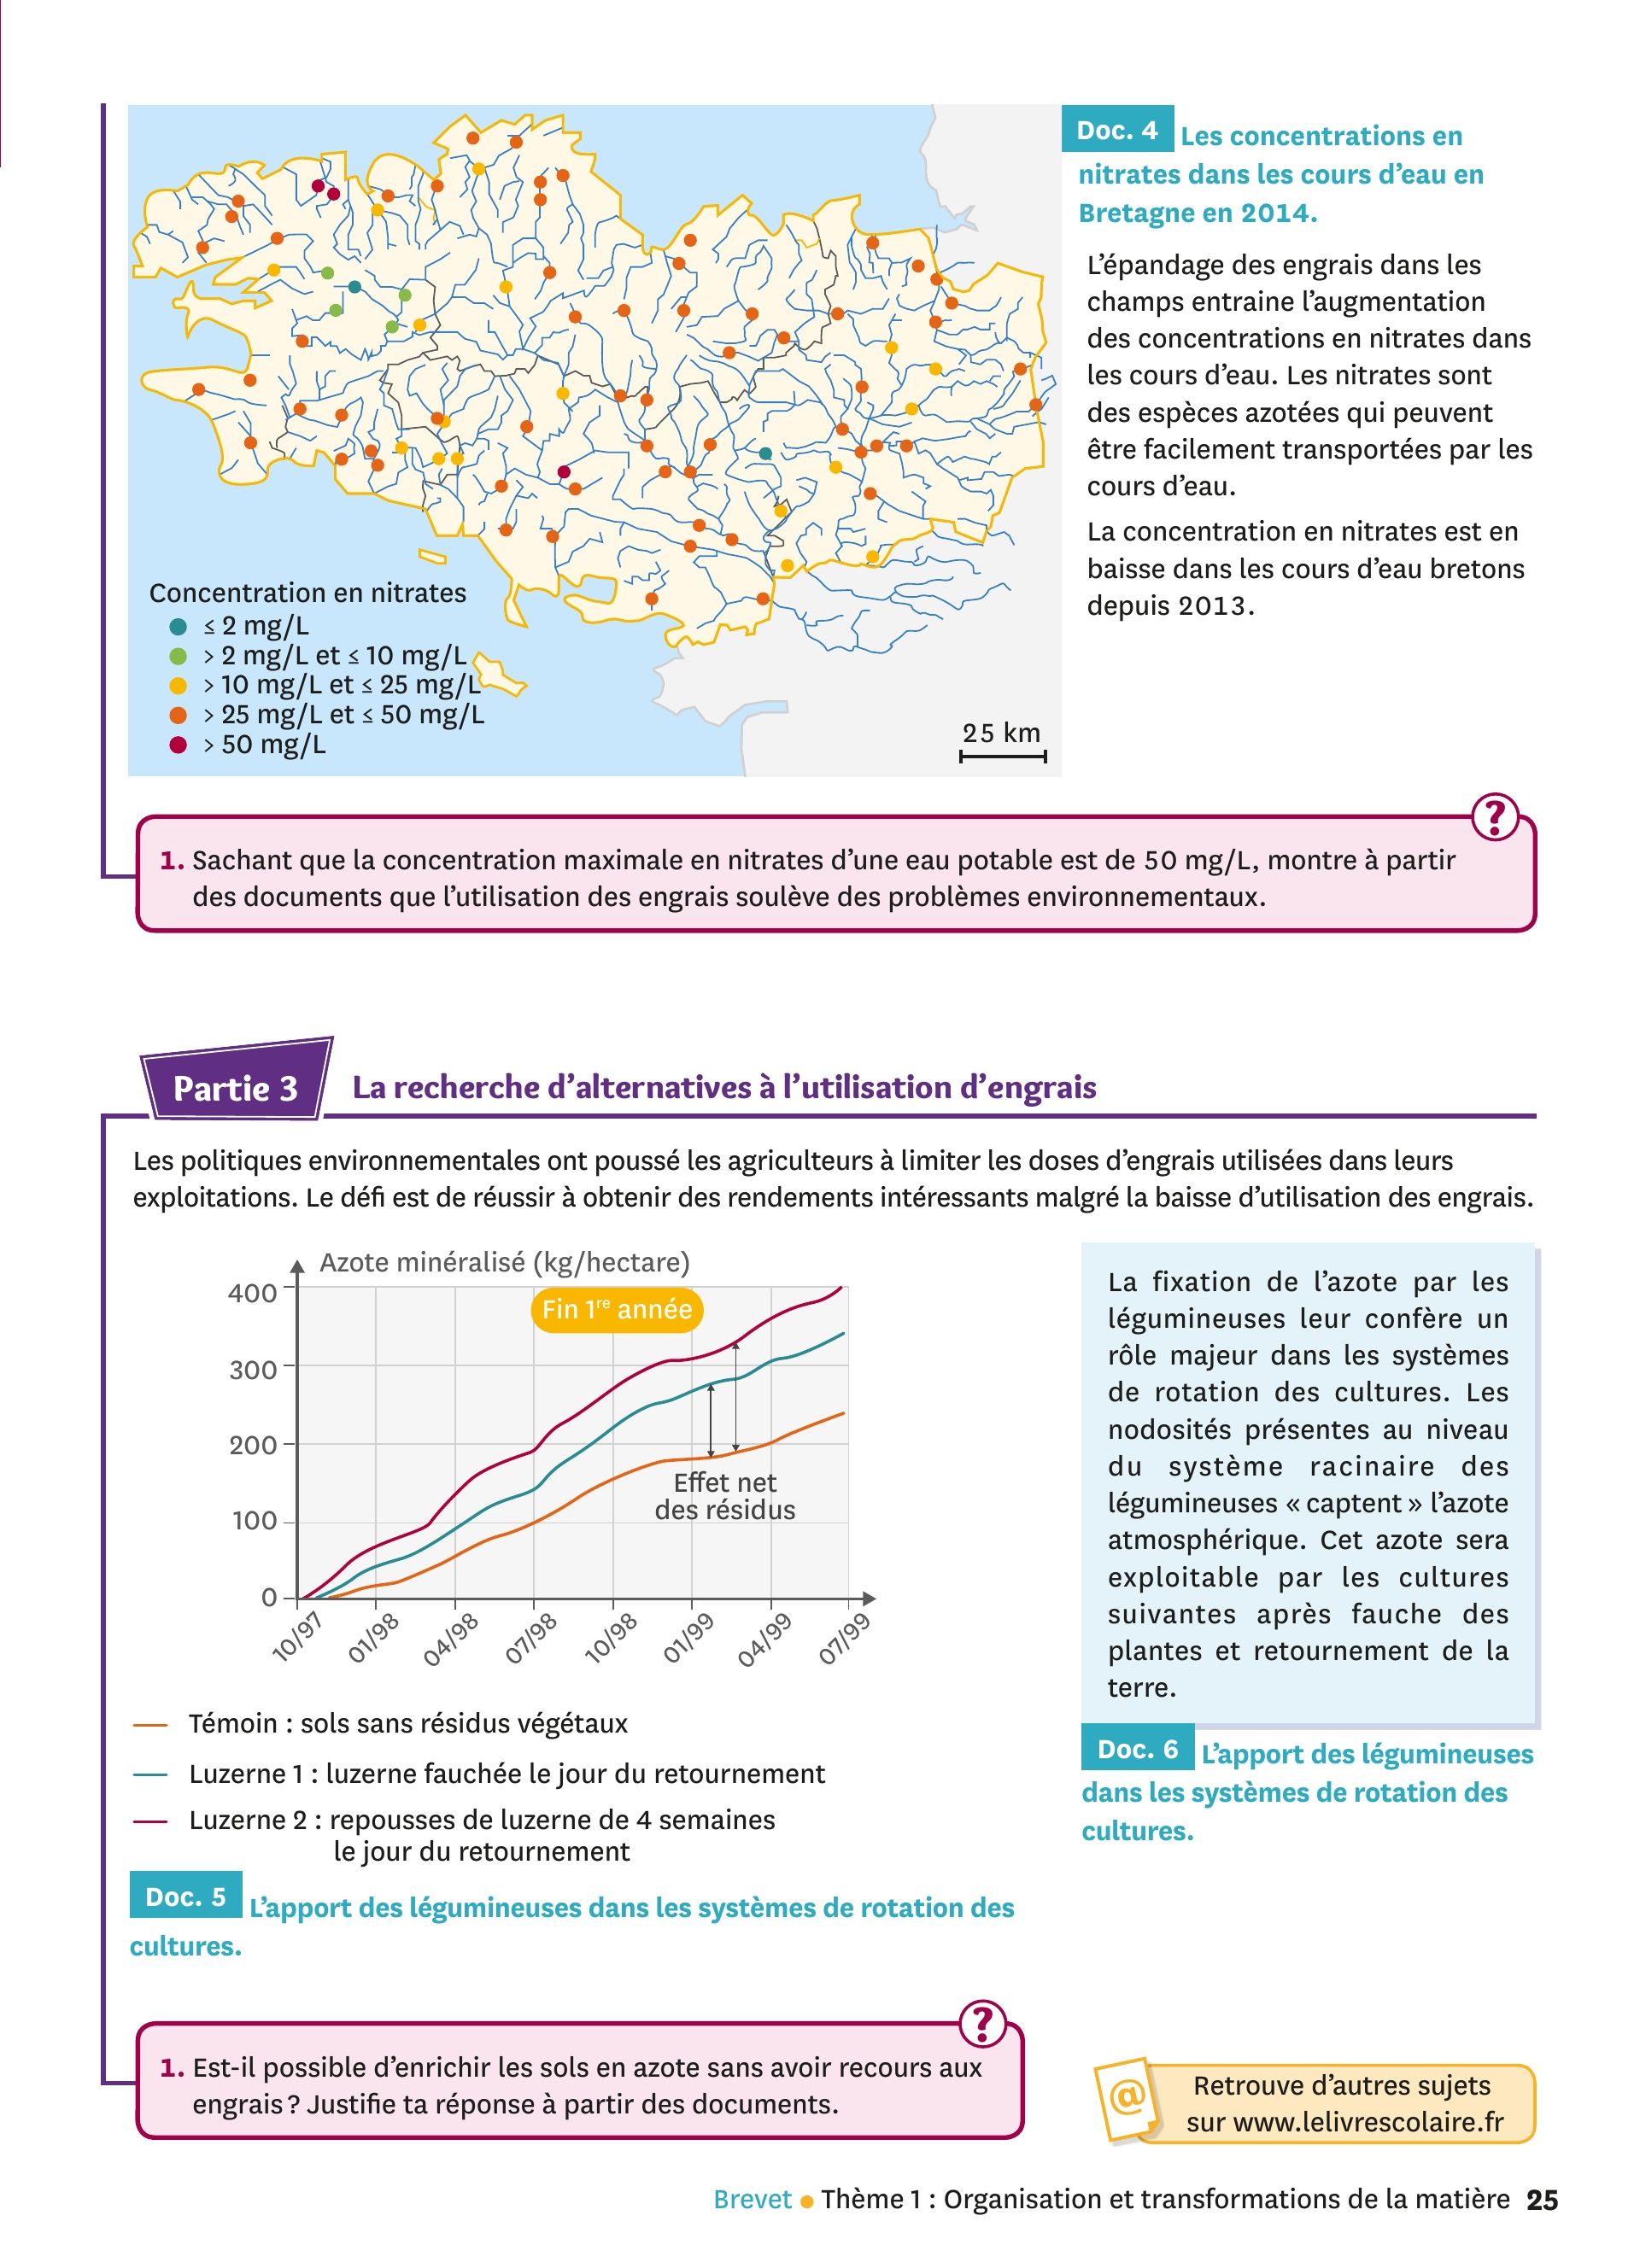 Doc. 4 Les concentrations en
nitrates dans les cours d'eau en
Bretagne en 2014.
L'épandage des engrais dans les
champs entraine l'augmentation
des concentrations en nitrates dans
les cours d'eau. Les nitrates sont
des espèces azotées qui peuvent
être facilement transportées par les
cours d'eau.
La concentration en nitrates est en
baisse dans les cours d'eau bretons
depuis 2013.
Concentration en nitrates
≤ 2 mg/L
> 2 mg/L et ≤ 10 mg/L
> 10 mg/L et ≤ 25 mg/L
> 25 mg/L et ≤ 50 mg/L
> 50 mg/L
25 km
?
1. Sachant que la concentration maximale en nitrates d'une eau potable est de 50 mg/L, montre à partir
des documents que l'utilisation des engrais soulève des problèmes environnementaux.
Partie 3 La recherche d'alternatives à l'utilisation d'engrais
Les politiques environnementales ont poussé les agriculteurs à limiter les doses d'engrais utilisées dans leurs
exploitations. Le défi est de réussir à obtenir des rendements intéressants malgré la baisse d'utilisation des engrais.
Azote minéralisé (kg/hectare)
400
300
200
100
0
Fin 1re année
Effet net
des résidus
10/97 01/98 04/98 07/98 10/98 01/99 04/99 07/99
Témoin : sols sans résidus végétaux
Luzerne 1 : luzerne fauchée le jour du retournement
Luzerne 2 : repousses de luzerne de 4 semaines
le jour du retournement
Doc. 5 L'apport des légumineuses dans les systèmes de rotation des
cultures.
La fixation de l'azote par les
légumineuses leur confère un
rôle majeur dans les systèmes
de rotation des cultures. Les
nodosités présentes au niveau
du système racinaire des
légumineuses « captent » l'azote
atmosphérique. Cet azote sera
exploitable par les cultures
suivantes après fauche des
plantes et retournement de la
terre.
Doc. 6 L'apport des légumineuses
dans les systèmes de rotation des
cultures.
?
1. Est-il possible d'enrichir les sols en azote sans avoir recours aux
engrais ? Justifie ta réponse à partir des documents.
@
Retrouve d'autres sujets
sur www.lelivrescolaire.fr
Brevet ● Thème 1 : Organisation et transformations de la matière 25